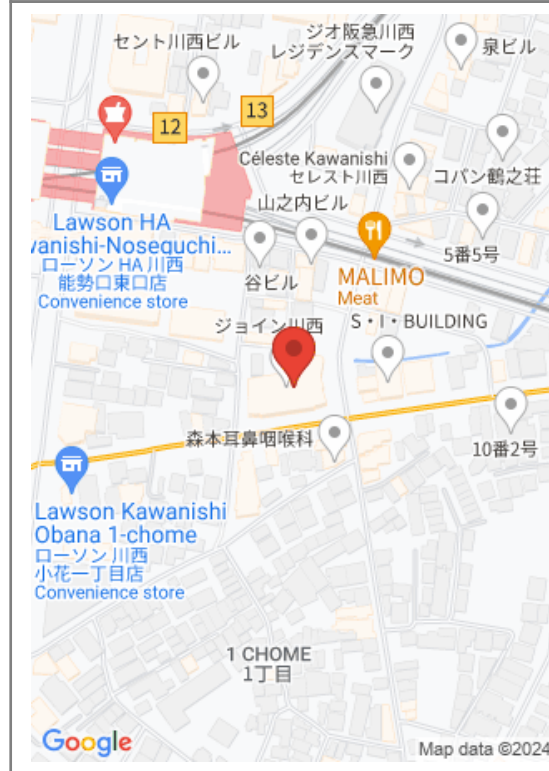 ジオ阪急川西
レジデンスマーク
セント川西ビル
泉ビル
13
12
Céleste Kawanishi
セレスト川西
コパン鶴之荘
山之内ビル
Lawson HA
wanishi-Noseguchi...
ローソン HA 川西
能勢口東口店
Convenience store
5番5号
谷ビル
MALIMO
Meat
ジョイン川西
S・I・BUILDING
森本耳鼻咽喉科
10番2号
Lawson Kawanishi
Obana 1-chome
ローソン 川西
小花一丁目店
Convenience store
1 CHOME
1丁目
Google
Map data ©2024